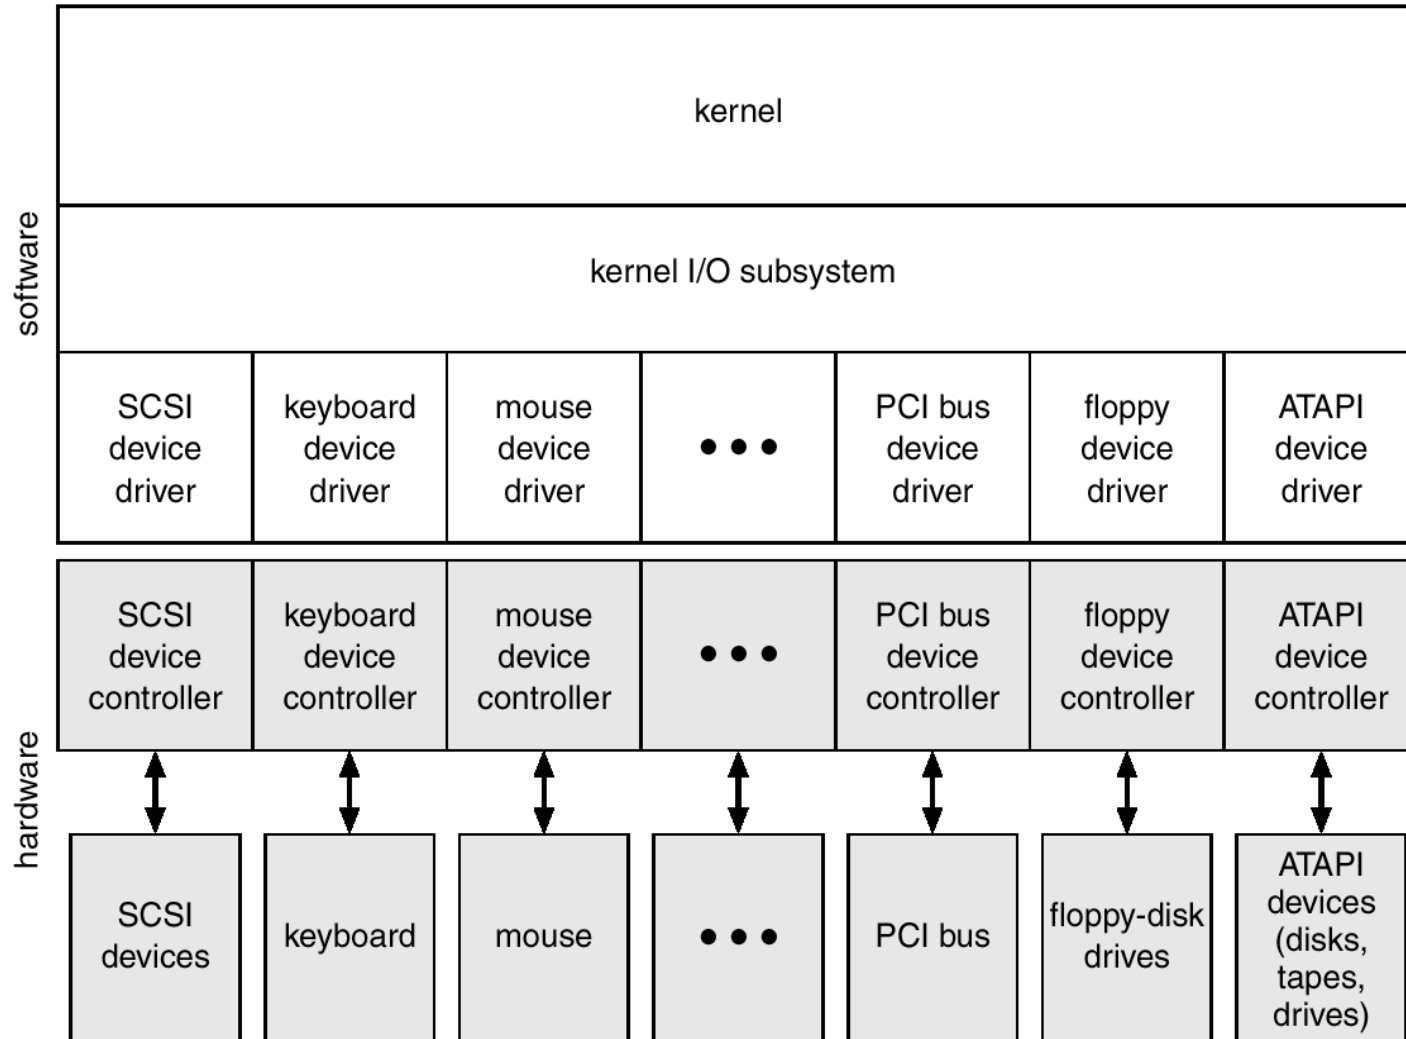 kernel
software
kernel I/O subsystem
SCSI
device
driver
keyboard
device
driver
mouse
device
driver
•••
PCI bus
device
driver
floppy
device
driver
ATAPI
device
driver
hardware
SCSI
device
controller
keyboard
device
controller
mouse
device
controller
•••
PCI bus
device
controller
floppy
device
controller
ATAPI
device
controller
SCSI
devices
keyboard
mouse
•••
PCI bus
floppy-disk
drives
ATAPI
devices
(disks,
tapes,
drives)